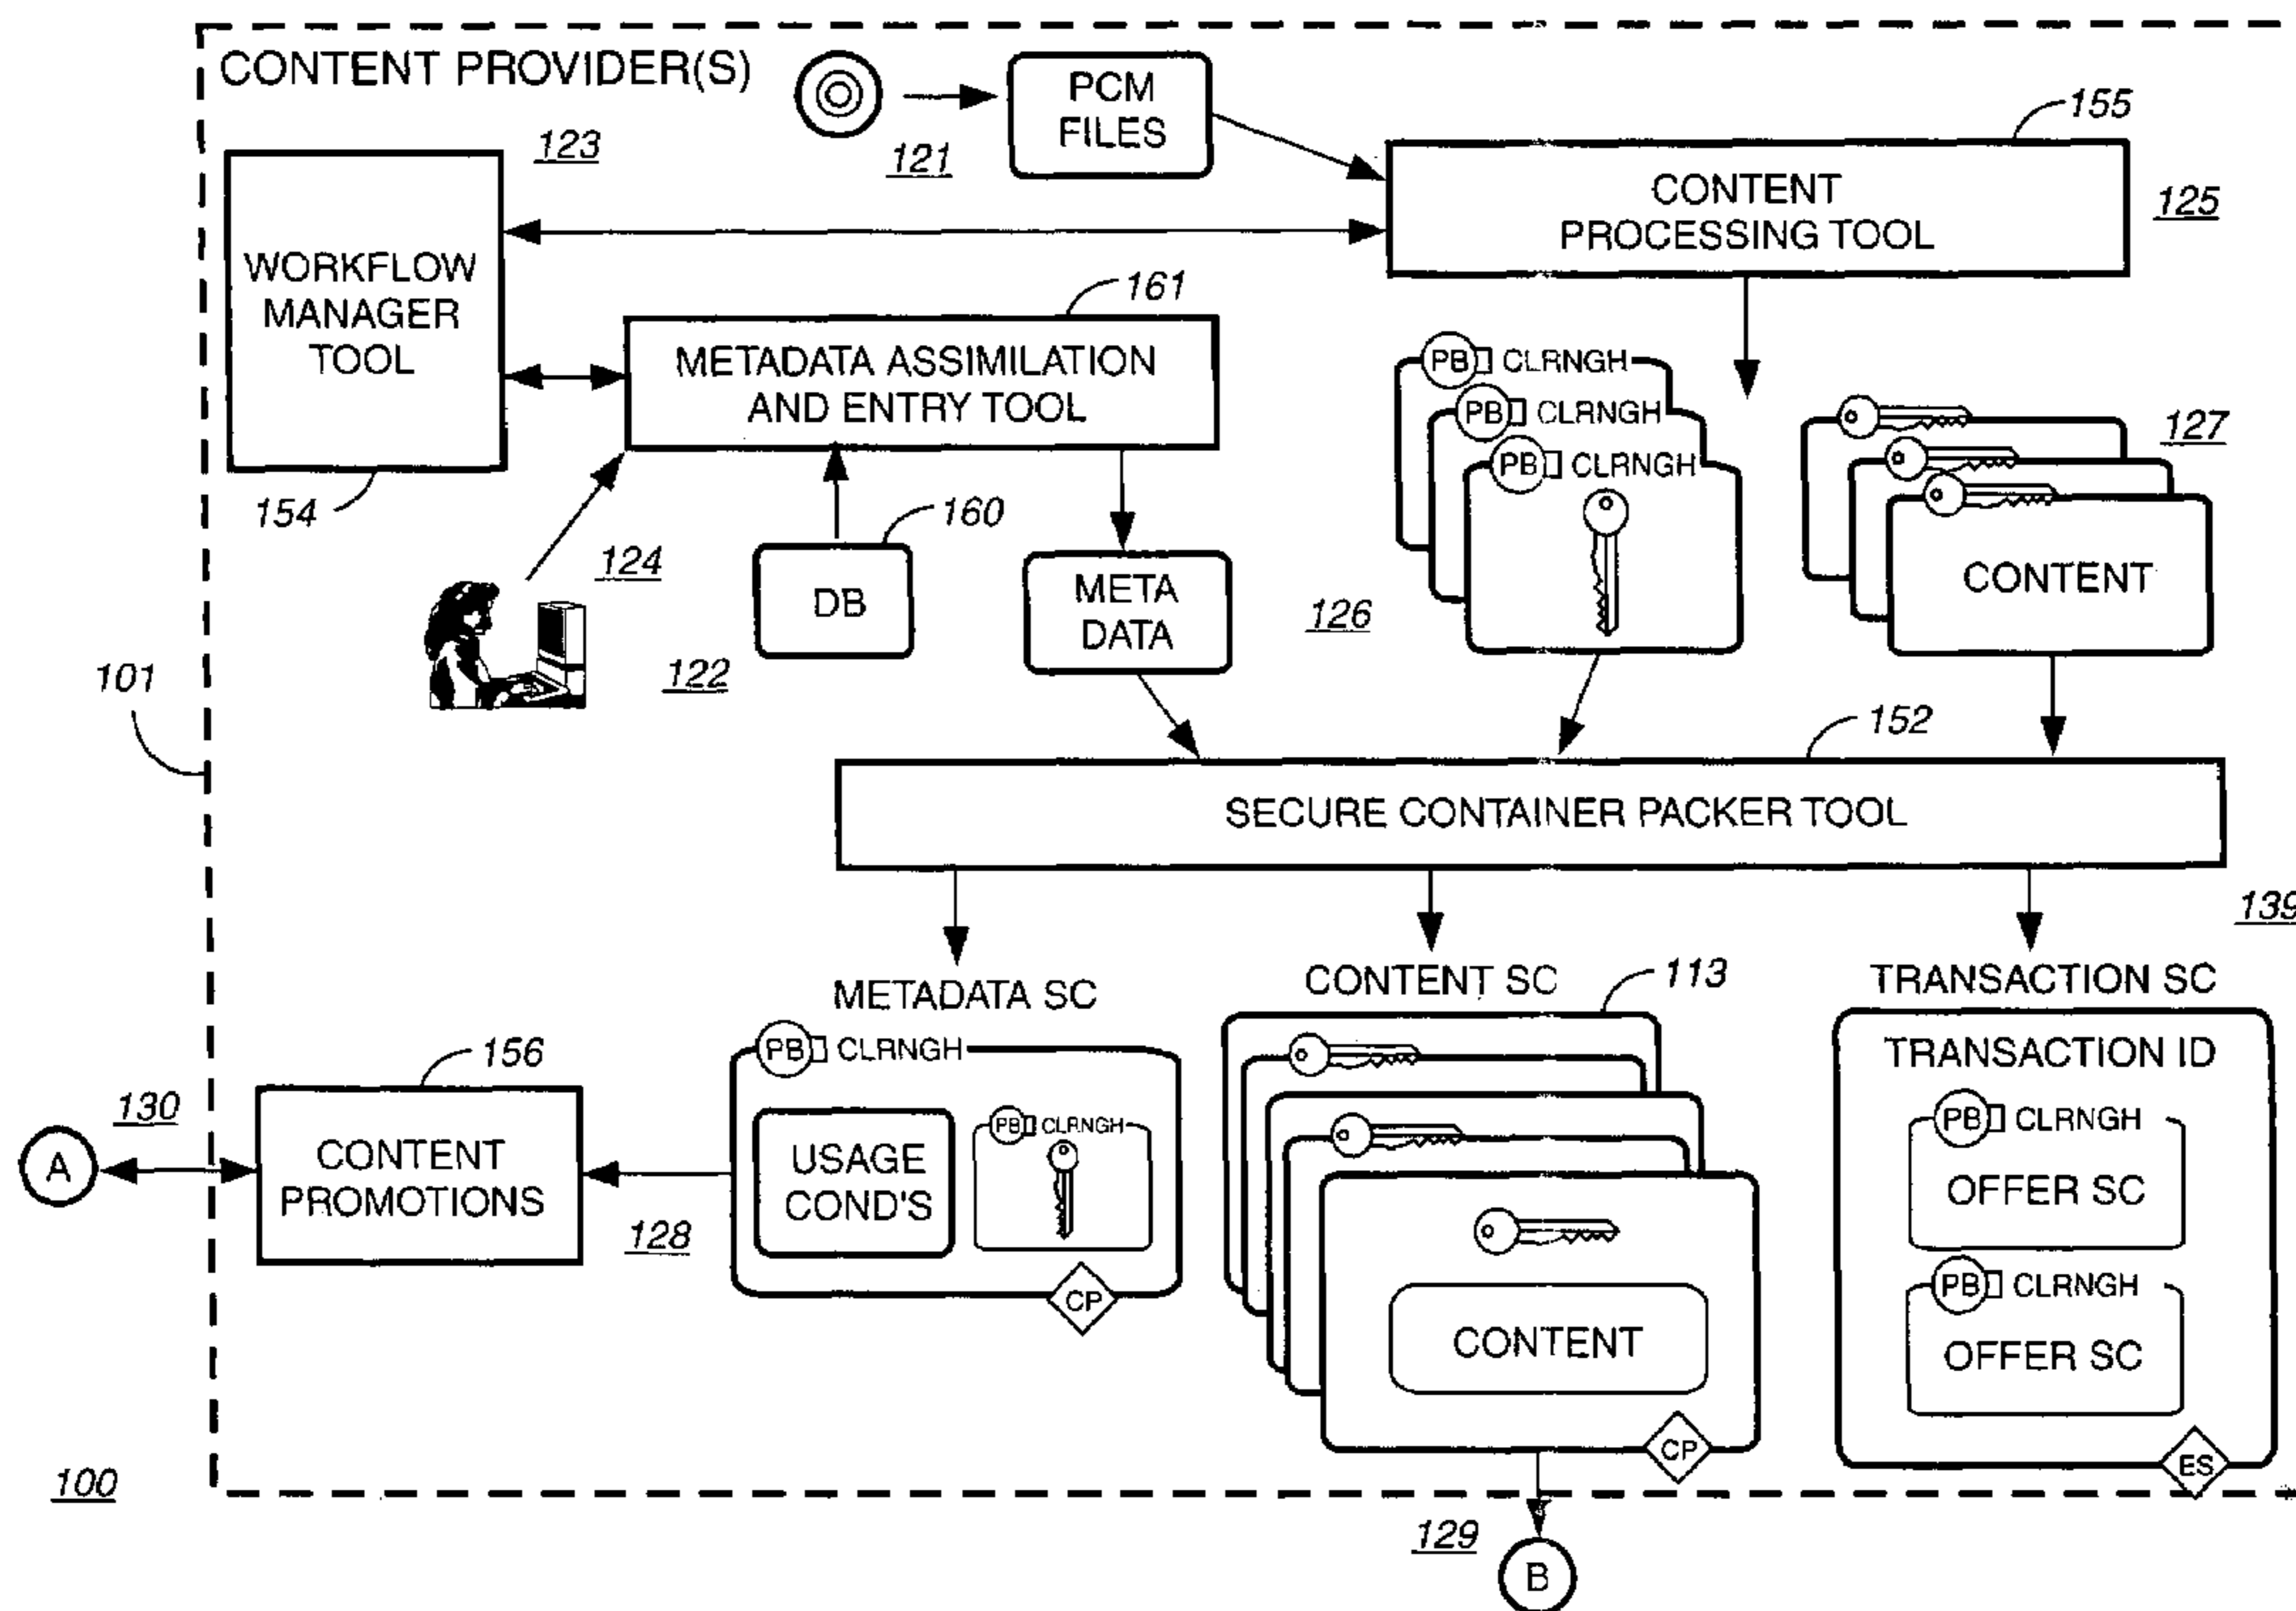 CONTENT PROVIDER(S)
PCM
FILES
121
123
155
CONTENT
PROCESSING TOOL
125
WORKFLOW
MANAGER
TOOL
154
161
METADATA ASSIMILATION
AND ENTRY TOOL
PB CLRNGH
PB CLRNGH
PB CLRNGH
127
CONTENT
124
122
160
DB
META
DATA
126
101
152
SECURE CONTAINER PACKER TOOL
139
METADATA SC
CONTENT SC
113
TRANSACTION SC
PB CLRNGH
USAGE
COND'S
PB CLRNGH
CP
CONTENT
CP
TRANSACTION ID
PB CLRNGH
OFFER SC
PB CLRNGH
OFFER SC
ES
156
CONTENT
PROMOTIONS
128
130
A
100
129
B